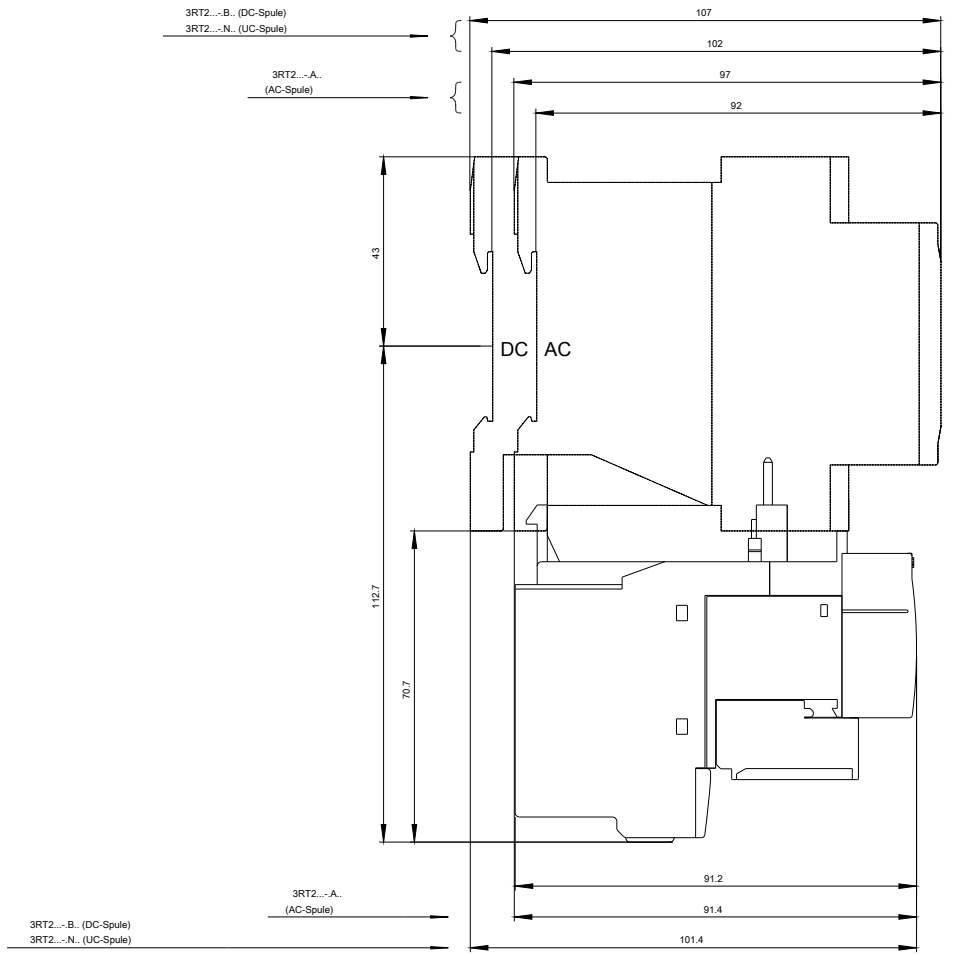 3RT2...-.B.. (DC-Spule)
3RT2...-.N.. (UC-Spule)
107
102
3RT2...-.A..
(AC-Spule)
97
92
43
DC AC
112.7
70.7
91.2
3RT2...-.A..
(AC-Spule)
91.4
3RT2...-.B.. (DC-Spule)
3RT2...-.N.. (UC-Spule)
101.4